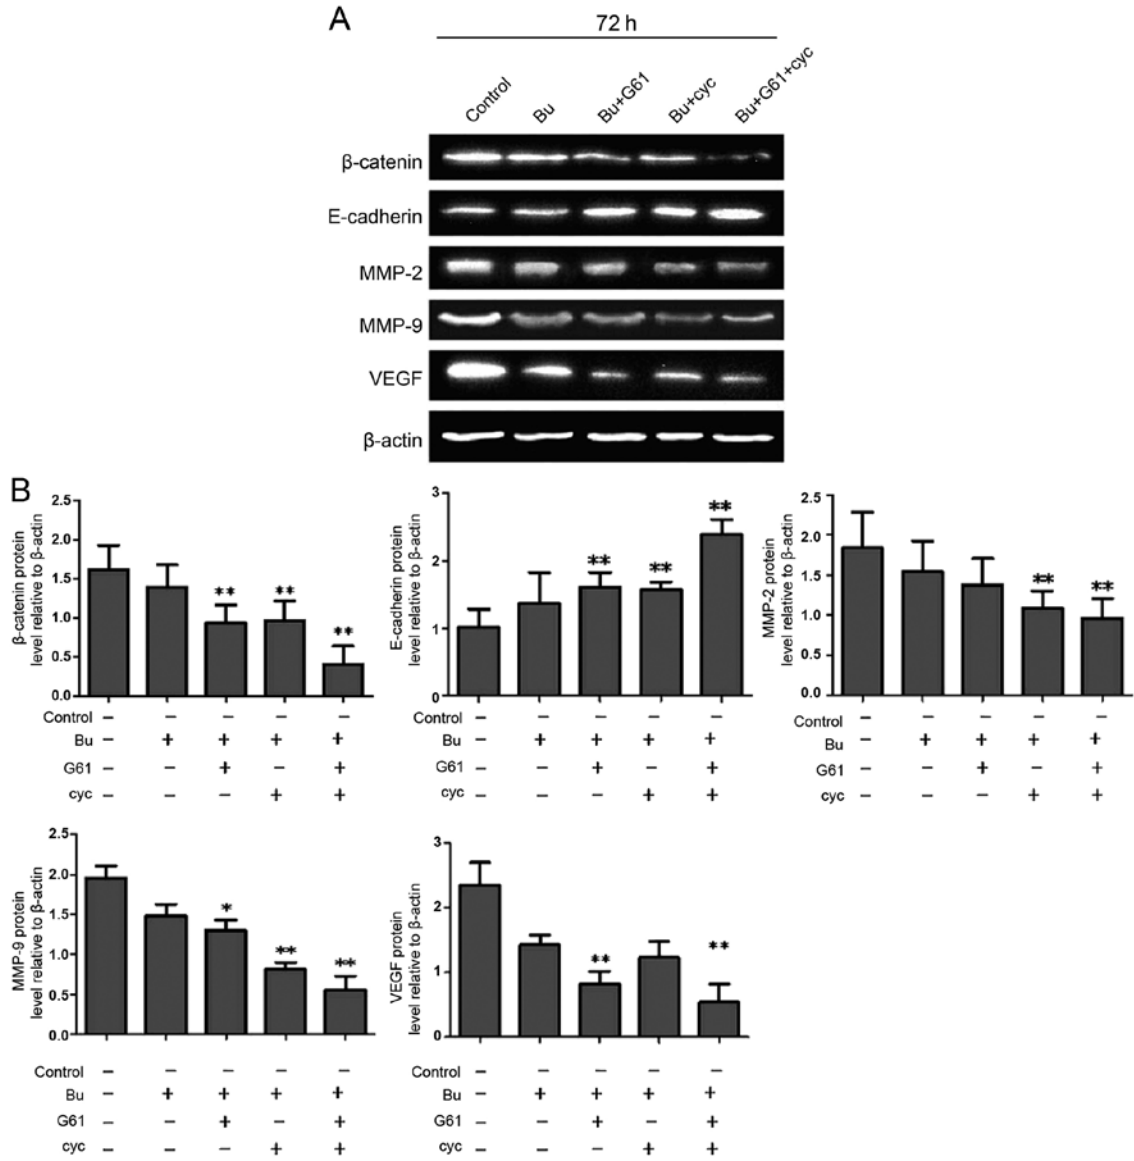 A
72 h
Control Bu Bu+G61 Bu+cyc Bu+G61+cyc
β-catenin
E-cadherin
MMP-2
MMP-9
VEGF
β-actin
B
β-catenin protein
level relative to β-actin
2.5
2.0
1.5
1.0
0.5
0.0
** ** **
Control – – – – –
Bu – + + + +
G61 – – + – +
cyc – – – + +
E-cadherin protein
level relative to β-actin
3
2
1
0
** ** **
Control – – – – –
Bu – + + + +
G61 – – + – +
cyc – – – + +
MMP-2 protein
level relative to β-actin
2.5
2.0
1.5
1.0
0.5
0.0
** **
Control – – – – –
Bu – + + + +
G61 – – + – +
cyc – – – + +
MMP-9 protein
level relative to β-actin
2.5
2.0
1.5
1.0
0.5
0.0
* ** **
Control – – – – –
Bu – + + + +
G61 – – + – +
cyc – – – + +
VEGF protein
level relative to β-actin
3
2
1
0
** **
Control – – – – –
Bu – + + + +
G61 – – + – +
cyc – – – + +